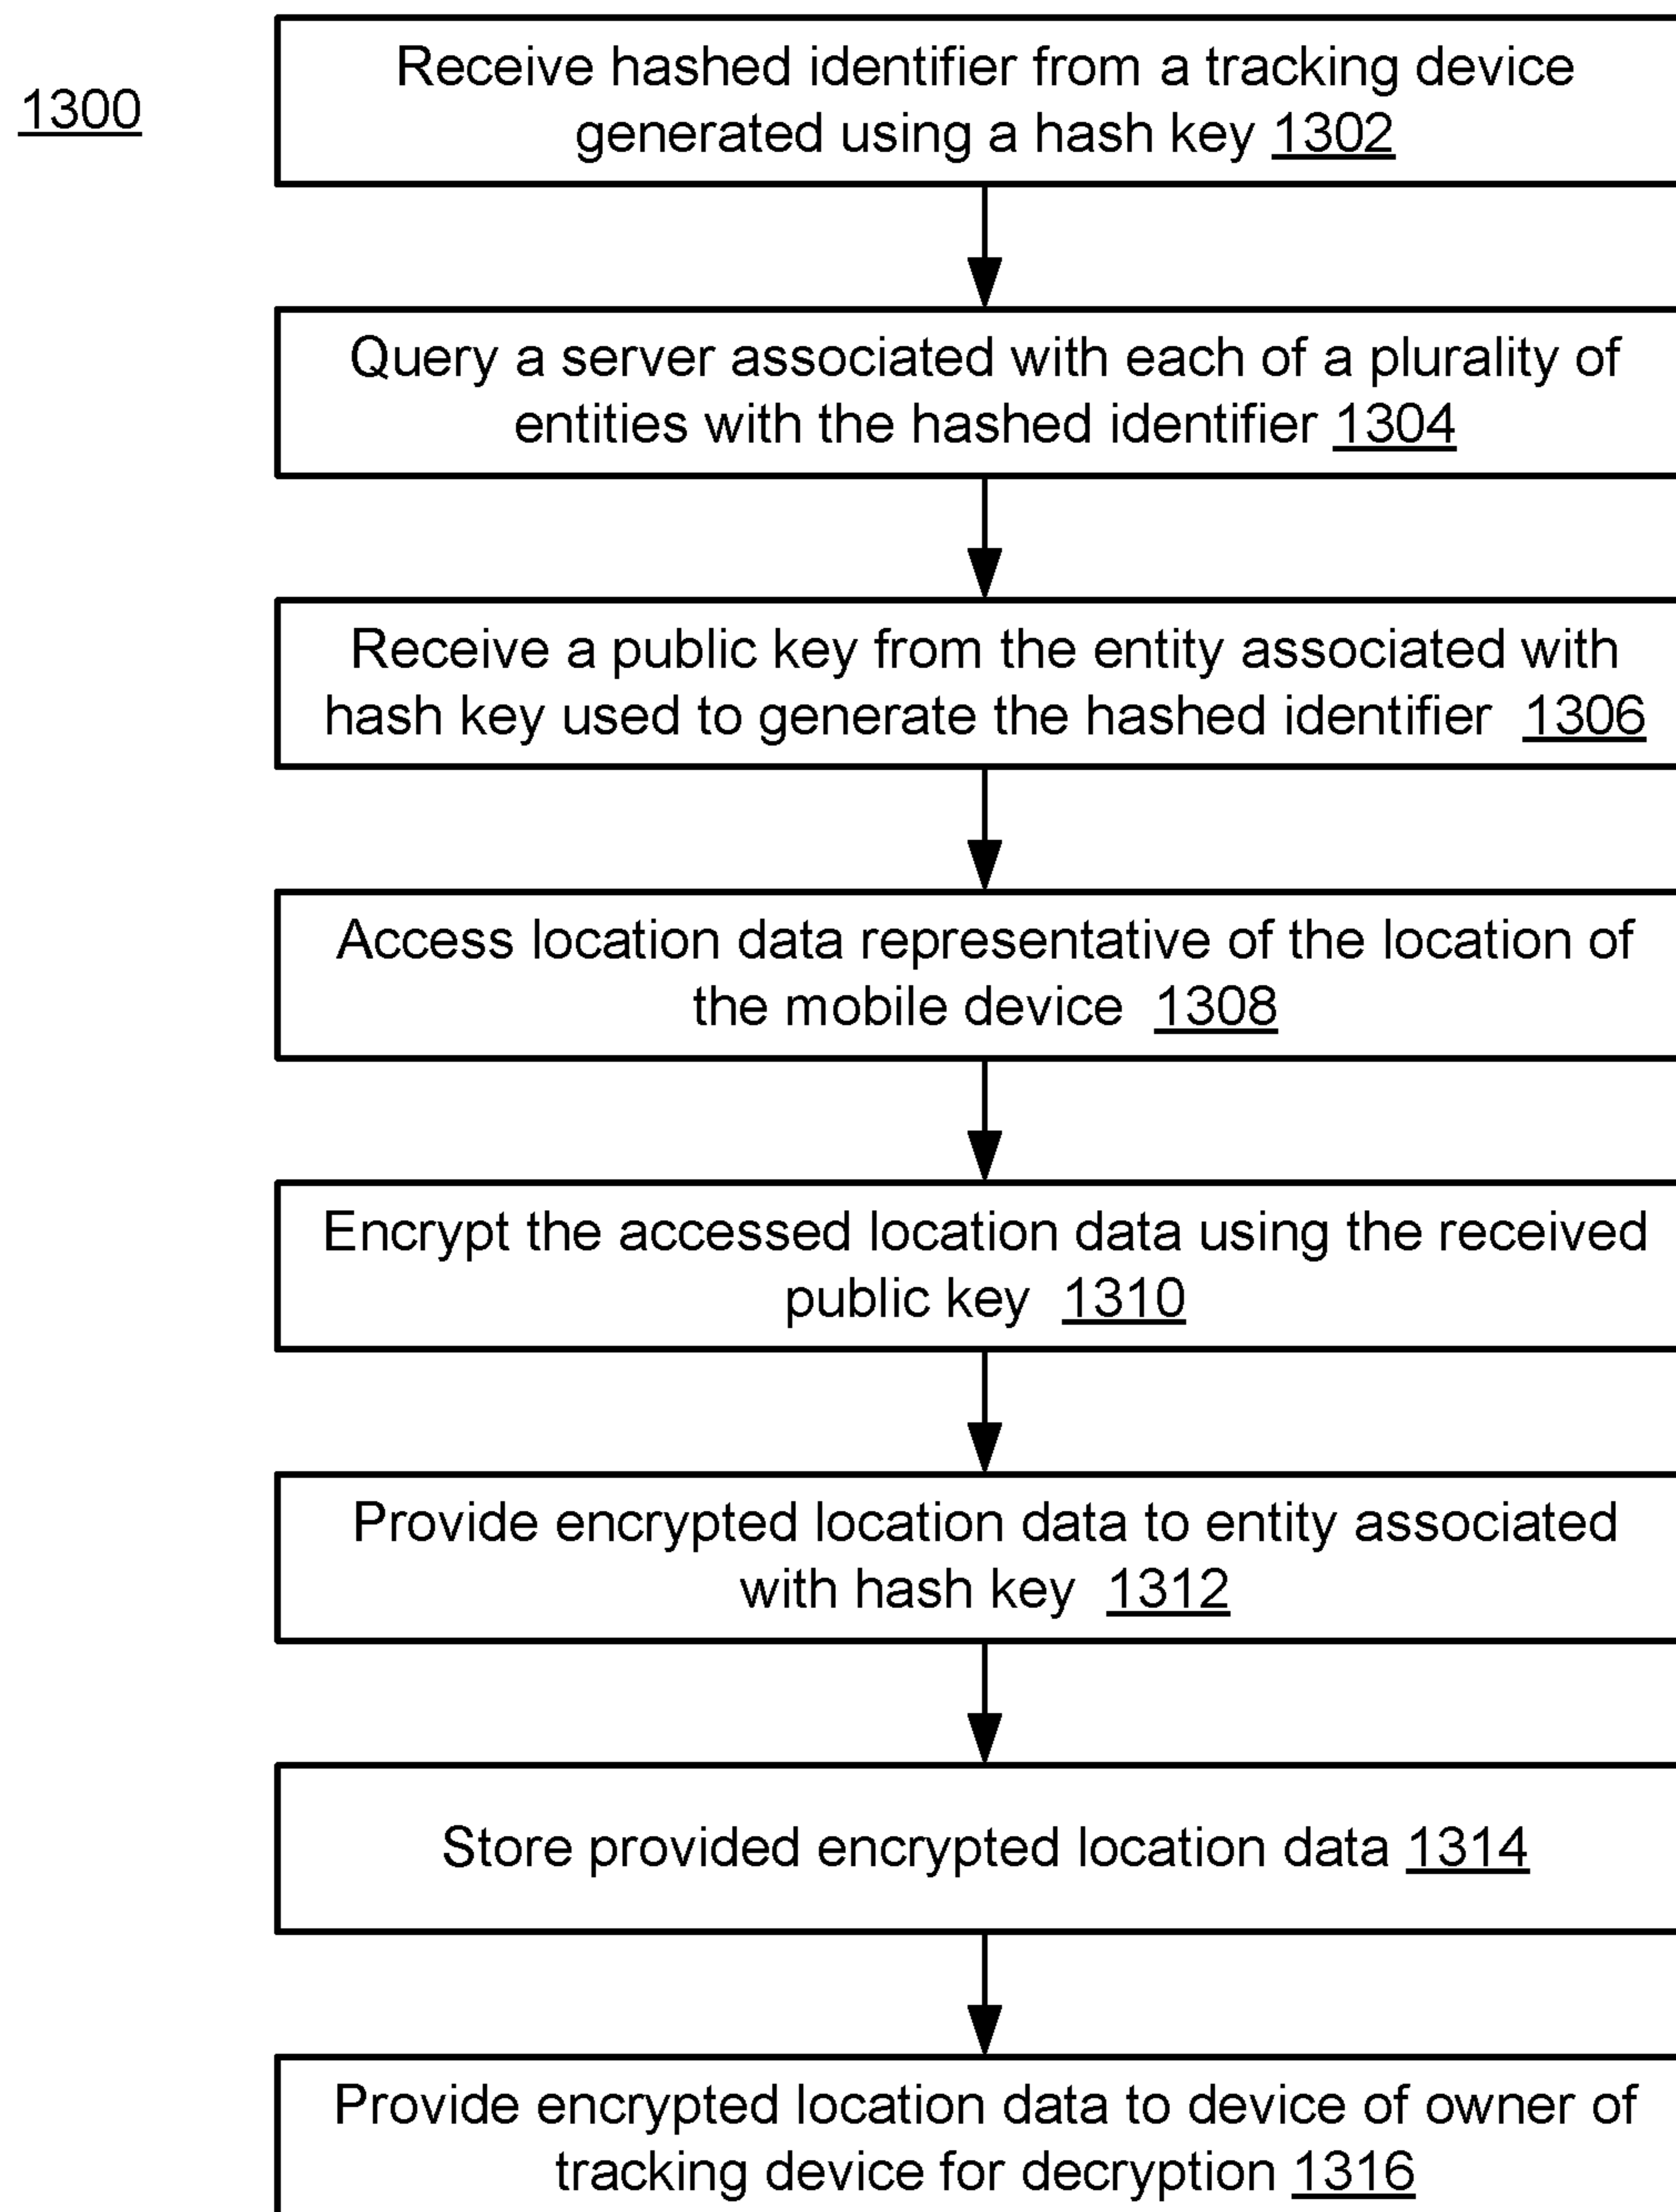 1300
Receive hashed identifier from a tracking device
generated using a hash key 1302
Query a server associated with each of a plurality of
entities with the hashed identifier 1304
Receive a public key from the entity associated with
hash key used to generate the hashed identifier 1306
Access location data representative of the location of
the mobile device 1308
Encrypt the accessed location data using the received
public key 1310
Provide encrypted location data to entity associated
with hash key 1312
Store provided encrypted location data 1314
Provide encrypted location data to device of owner of
tracking device for decryption 1316